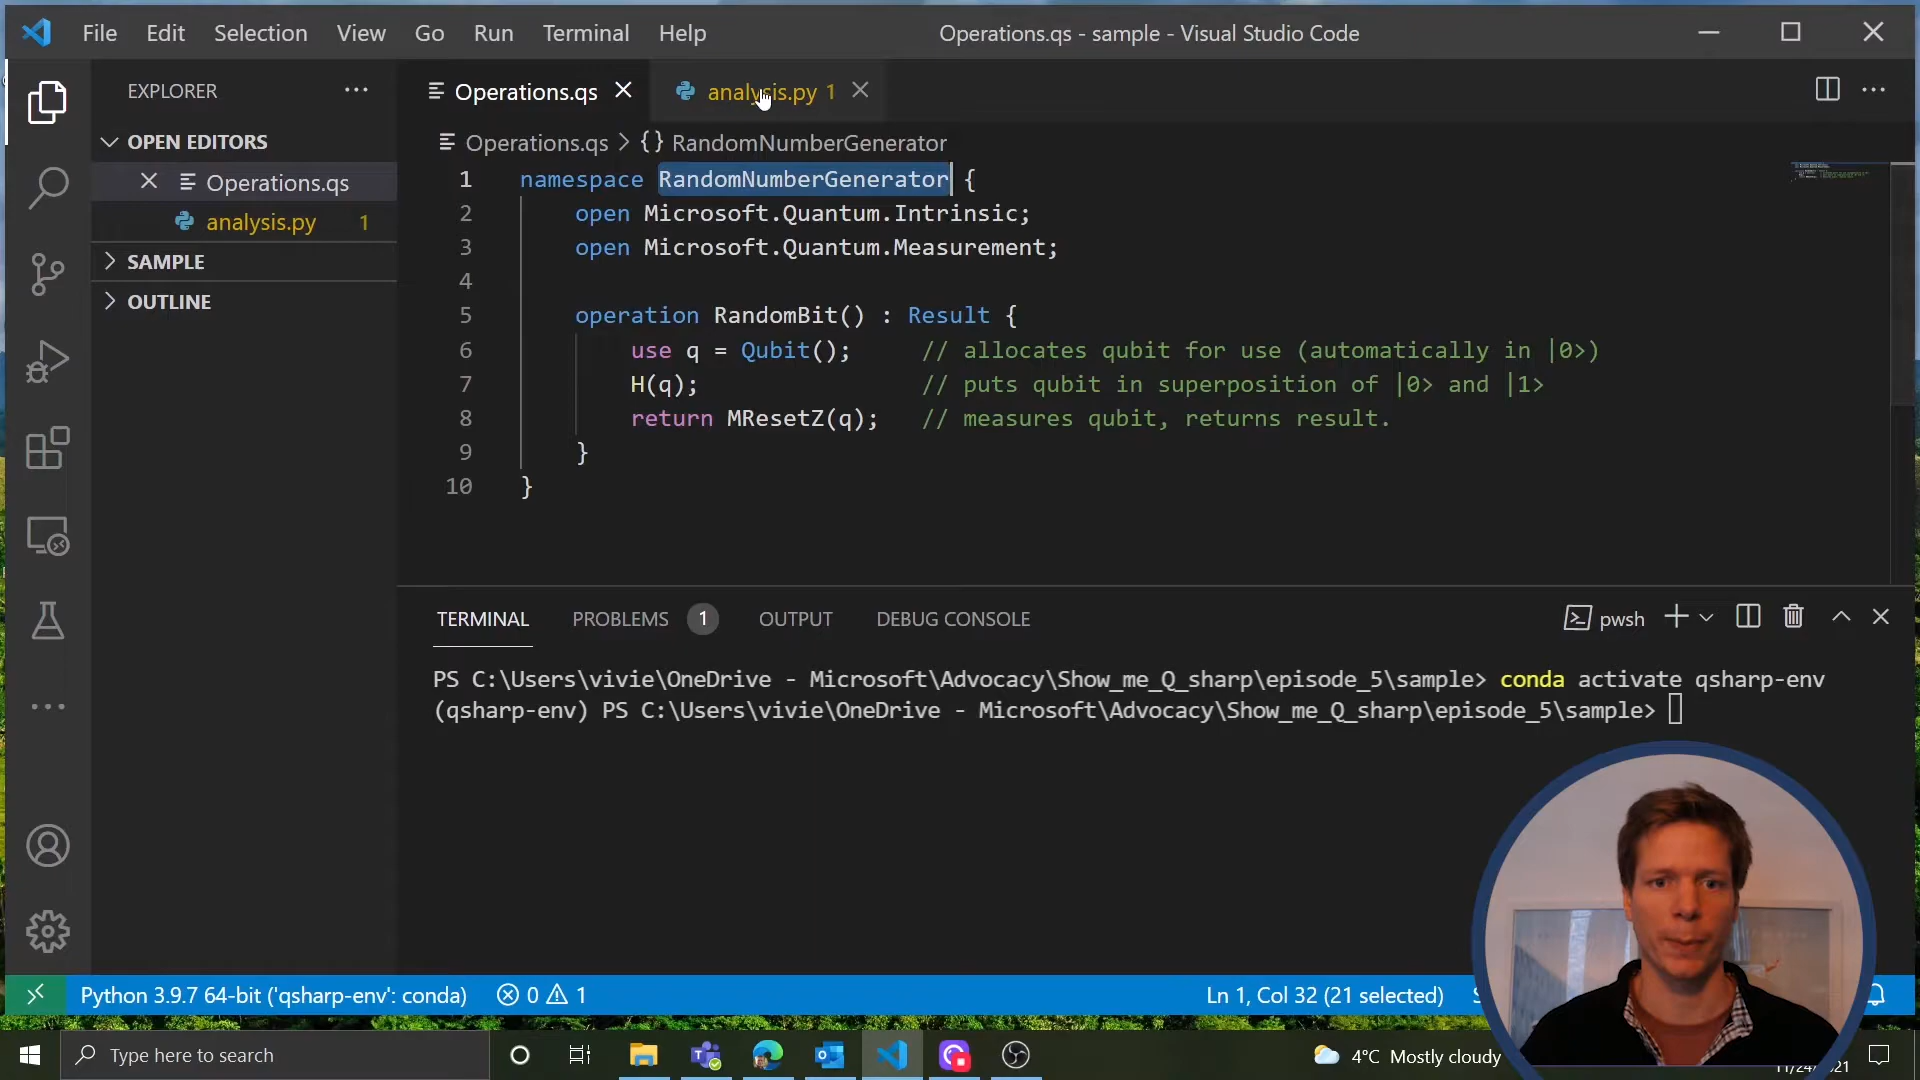 File Edit Selection View Go Run Terminal Help Operations.qs - sample - Visual Studio Code
EXPLORER
Operations.qs
analysis.py 1
OPEN EDITORS
Operations.qs
analysis.py 1
SAMPLE
OUTLINE
Operations.qs > {} RandomNumberGenerator
1 namespace RandomNumberGenerator {
2 open Microsoft.Quantum.Intrinsic;
3 open Microsoft.Quantum.Measurement;
4
5 operation RandomBit() : Result {
6 use q = Qubit(); // allocates qubit for use (automatically in |0>)
7 H(q); // puts qubit in superposition of |0> and |1>
8 return MResetZ(q); // measures qubit, returns result.
9 }
10 }
TERMINAL PROBLEMS 1 OUTPUT DEBUG CONSOLE pwsh
PS C:\Users\vivie\OneDrive - Microsoft\Advocacy\Show_me_Q_sharp\episode_5\sample> conda activate qsharp-env
(qsharp-env) PS C:\Users\vivie\OneDrive - Microsoft\Advocacy\Show_me_Q_sharp\episode_5\sample>
Python 3.9.7 64-bit ('qsharp-env': conda) 0 1 Ln 1, Col 32 (21 selected)
Type here to search 4°C Mostly cloudy